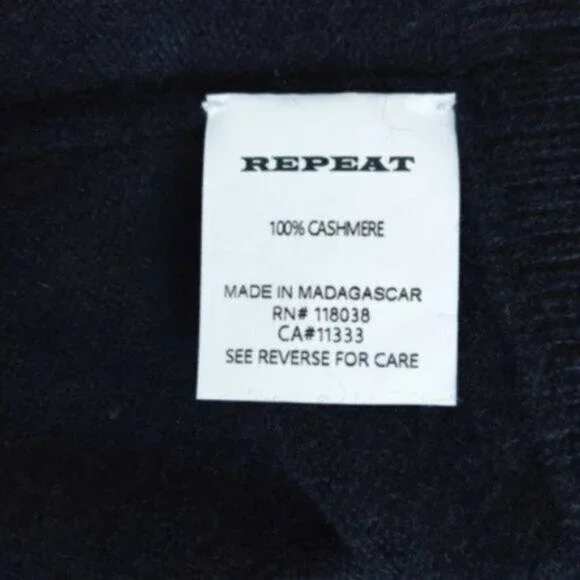 REPEAT
100% CASHMERE
MADE IN MADAGASCAR
RN# 118038
CA#11333
SEE REVERSE FOR CARE